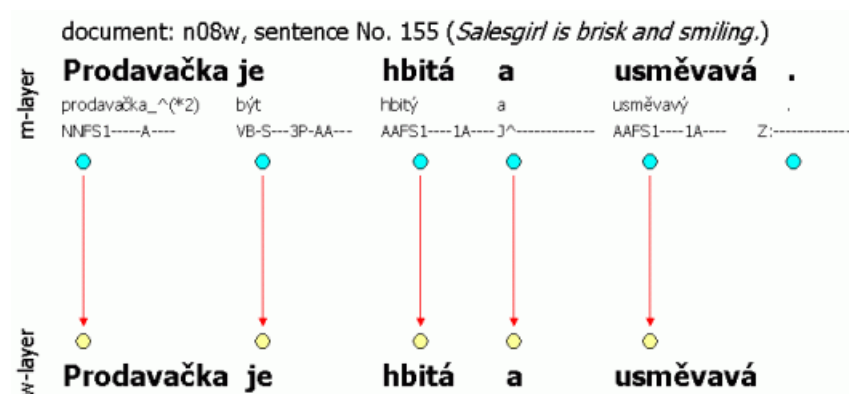 document: n08w, sentence No. 155 (Salesgirl is brisk and smiling.)
m-layer
Prodavačka je hbitá a usměvavá .
prodavačka_^(*2) být hbitý a usměvavý .
NNFS1-----A---- VB-S---3P-AA--- AAFS1----1A---- J^------------- AAFS1----1A---- Z:-------------
w-layer
Prodavačka je hbitá a usměvavá